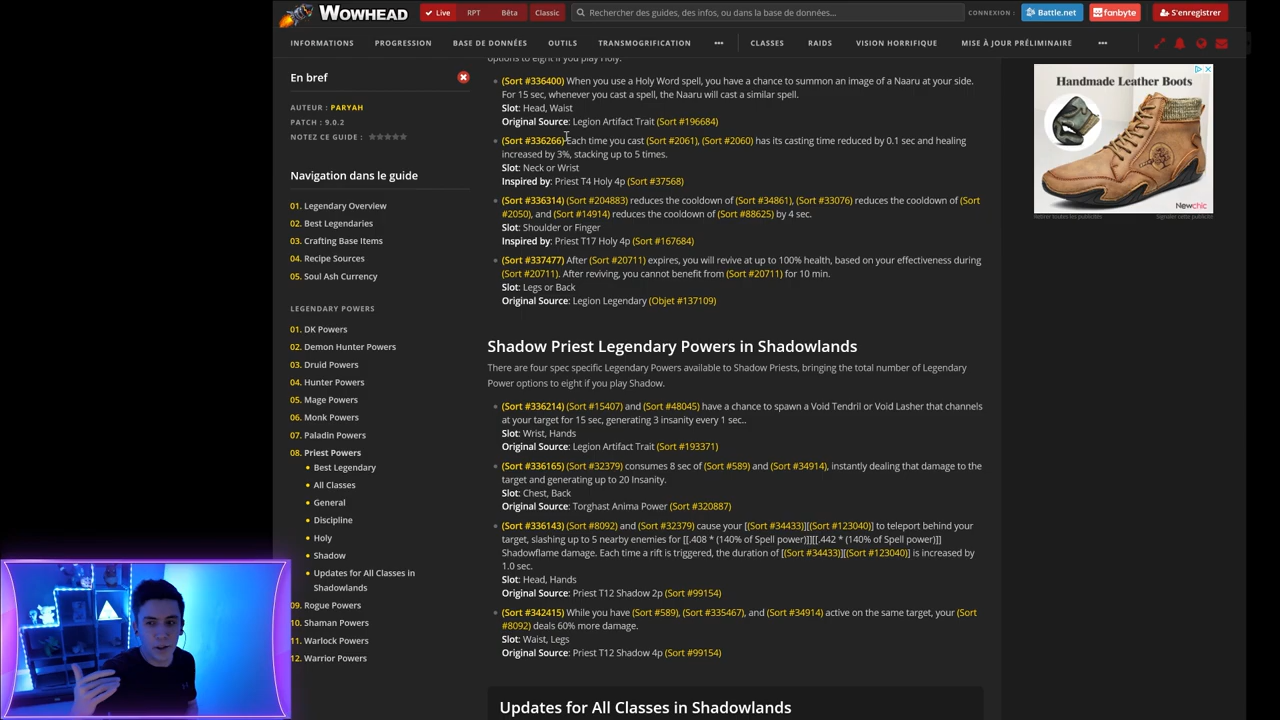 WOWHEAD
Live
RPT
Bêta
Classic
Rechercher des guides, des infos, ou dans la base de données...
CONNEXION :
Battle.net
fanbyte
S'enregistrer
INFORMATIONS
PROGRESSION
BASE DE DONNÉES
OUTILS
TRANSMOGRIFICATION
•••
CLASSES
RAIDS
VISION HORRIFIQUE
MISE À JOUR PRÉLIMINAIRE
•••
En bref
AUTEUR : PARYAH
PATCH : 9.0.2
NOTEZ CE GUIDE :
Navigation dans le guide
01. Legendary Overview
02. Best Legendaries
03. Crafting Base Items
04. Recipe Sources
05. Soul Ash Currency
LEGENDARY POWERS
01. DK Powers
02. Demon Hunter Powers
03. Druid Powers
04. Hunter Powers
05. Mage Powers
06. Monk Powers
07. Paladin Powers
08. Priest Powers
• Best Legendary
• All Classes
• General
• Discipline
• Holy
• Shadow
• Updates for All Classes in
Shadowlands
09. Rogue Powers
10. Shaman Powers
11. Warlock Powers
12. Warrior Powers
options to eight if you play Holy.
(Sort #336400) When you use a Holy Word spell, you have a chance to summon an image of a Naaru at your side.
For 15 sec, whenever you cast a spell, the Naaru will cast a similar spell.
Slot: Head, Waist
Original Source: Legion Artifact Trait (Sort #196684)
(Sort #336266) Each time you cast (Sort #2061), (Sort #2060) has its casting time reduced by 0.1 sec and healing
increased by 3%, stacking up to 5 times.
Slot: Neck or Wrist
Inspired by: Priest T4 Holy 4p (Sort #37568)
(Sort #336314) (Sort #204883) reduces the cooldown of (Sort #34861), (Sort #33076) reduces the cooldown of (Sort
#2050), and (Sort #14914) reduces the cooldown of (Sort #88625) by 4 sec.
Slot: Shoulder or Finger
Inspired by: Priest T17 Holy 4p (Sort #167684)
(Sort #337477) After (Sort #20711) expires, you will revive at up to 100% health, based on your effectiveness during
(Sort #20711). After reviving, you cannot benefit from (Sort #20711) for 10 min.
Slot: Legs or Back
Original Source: Legion Legendary (Objet #137109)
Shadow Priest Legendary Powers in Shadowlands
There are four spec specific Legendary Powers available to Shadow Priests, bringing the total number of Legendary
Power options to eight if you play Shadow.
(Sort #336214) (Sort #15407) and (Sort #48045) have a chance to spawn a Void Tendril or Void Lasher that channels
at your target for 15 sec, generating 3 insanity every 1 sec..
Slot: Wrist, Hands
Original Source: Legion Artifact Trait (Sort #193371)
(Sort #336165) (Sort #32379) consumes 8 sec of (Sort #589) and (Sort #34914), instantly dealing that damage to the
target and generating up to 20 Insanity.
Slot: Chest, Back
Original Source: Torghast Anima Power (Sort #320887)
(Sort #336143) (Sort #8092) and (Sort #32379) cause your [(Sort #34433)][(Sort #123040)] to teleport behind your
target, slashing up to 5 nearby enemies for [[.408 * (140% of Spell power)]][[.442 * (140% of Spell power)]]
Shadowflame damage. Each time a rift is triggered, the duration of [(Sort #34433)][(Sort #123040)] is increased by
1.0 sec.
Slot: Head, Hands
Original Source: Priest T12 Shadow 2p (Sort #99154)
(Sort #342415) While you have (Sort #589), (Sort #335467), and (Sort #34914) active on the same target, your (Sort
#8092) deals 60% more damage.
Slot: Waist, Legs
Original Source: Priest T12 Shadow 4p (Sort #99154)
Updates for All Classes in Shadowlands
Handmade Leather Boots
Newchic
Retirer toutes les publicités
Signaler cette publicité